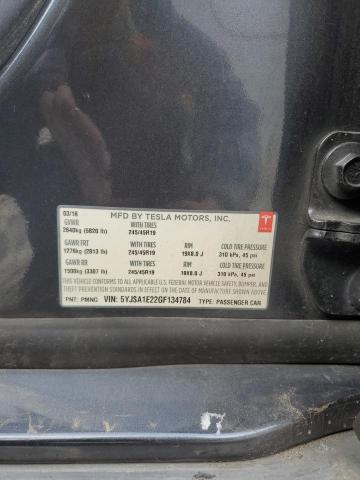 03/16 MFD BY TESLA MOTORS, INC.
GVWR WITH TIRES
2640kg (5820 lb) 245/45R19
GAWR FRT WITH TIRES RIM COLD TIRE PRESSURE
1276kg (2813 lb) 245/45R19 19X8.0 J 310 kPa, 45 psi
GAWR RR WITH TIRES RIM COLD TIRE PRESSURE
1500kg (3307 lb) 245/45R19 19X8.0 J 310 kPa, 45 psi
THIS VEHICLE CONFORMS TO ALL APPLICABLE U.S. FEDERAL MOTOR VEHICLE SAFETY, BUMPER, AND
THEFT PREVENTION STANDARDS IN EFFECT ON THE DATE OF MANUFACTURE SHOWN ABOVE.
PNT: PMNG VIN: 5YJSA1E22GF134784 TYPE: PASSENGER CAR